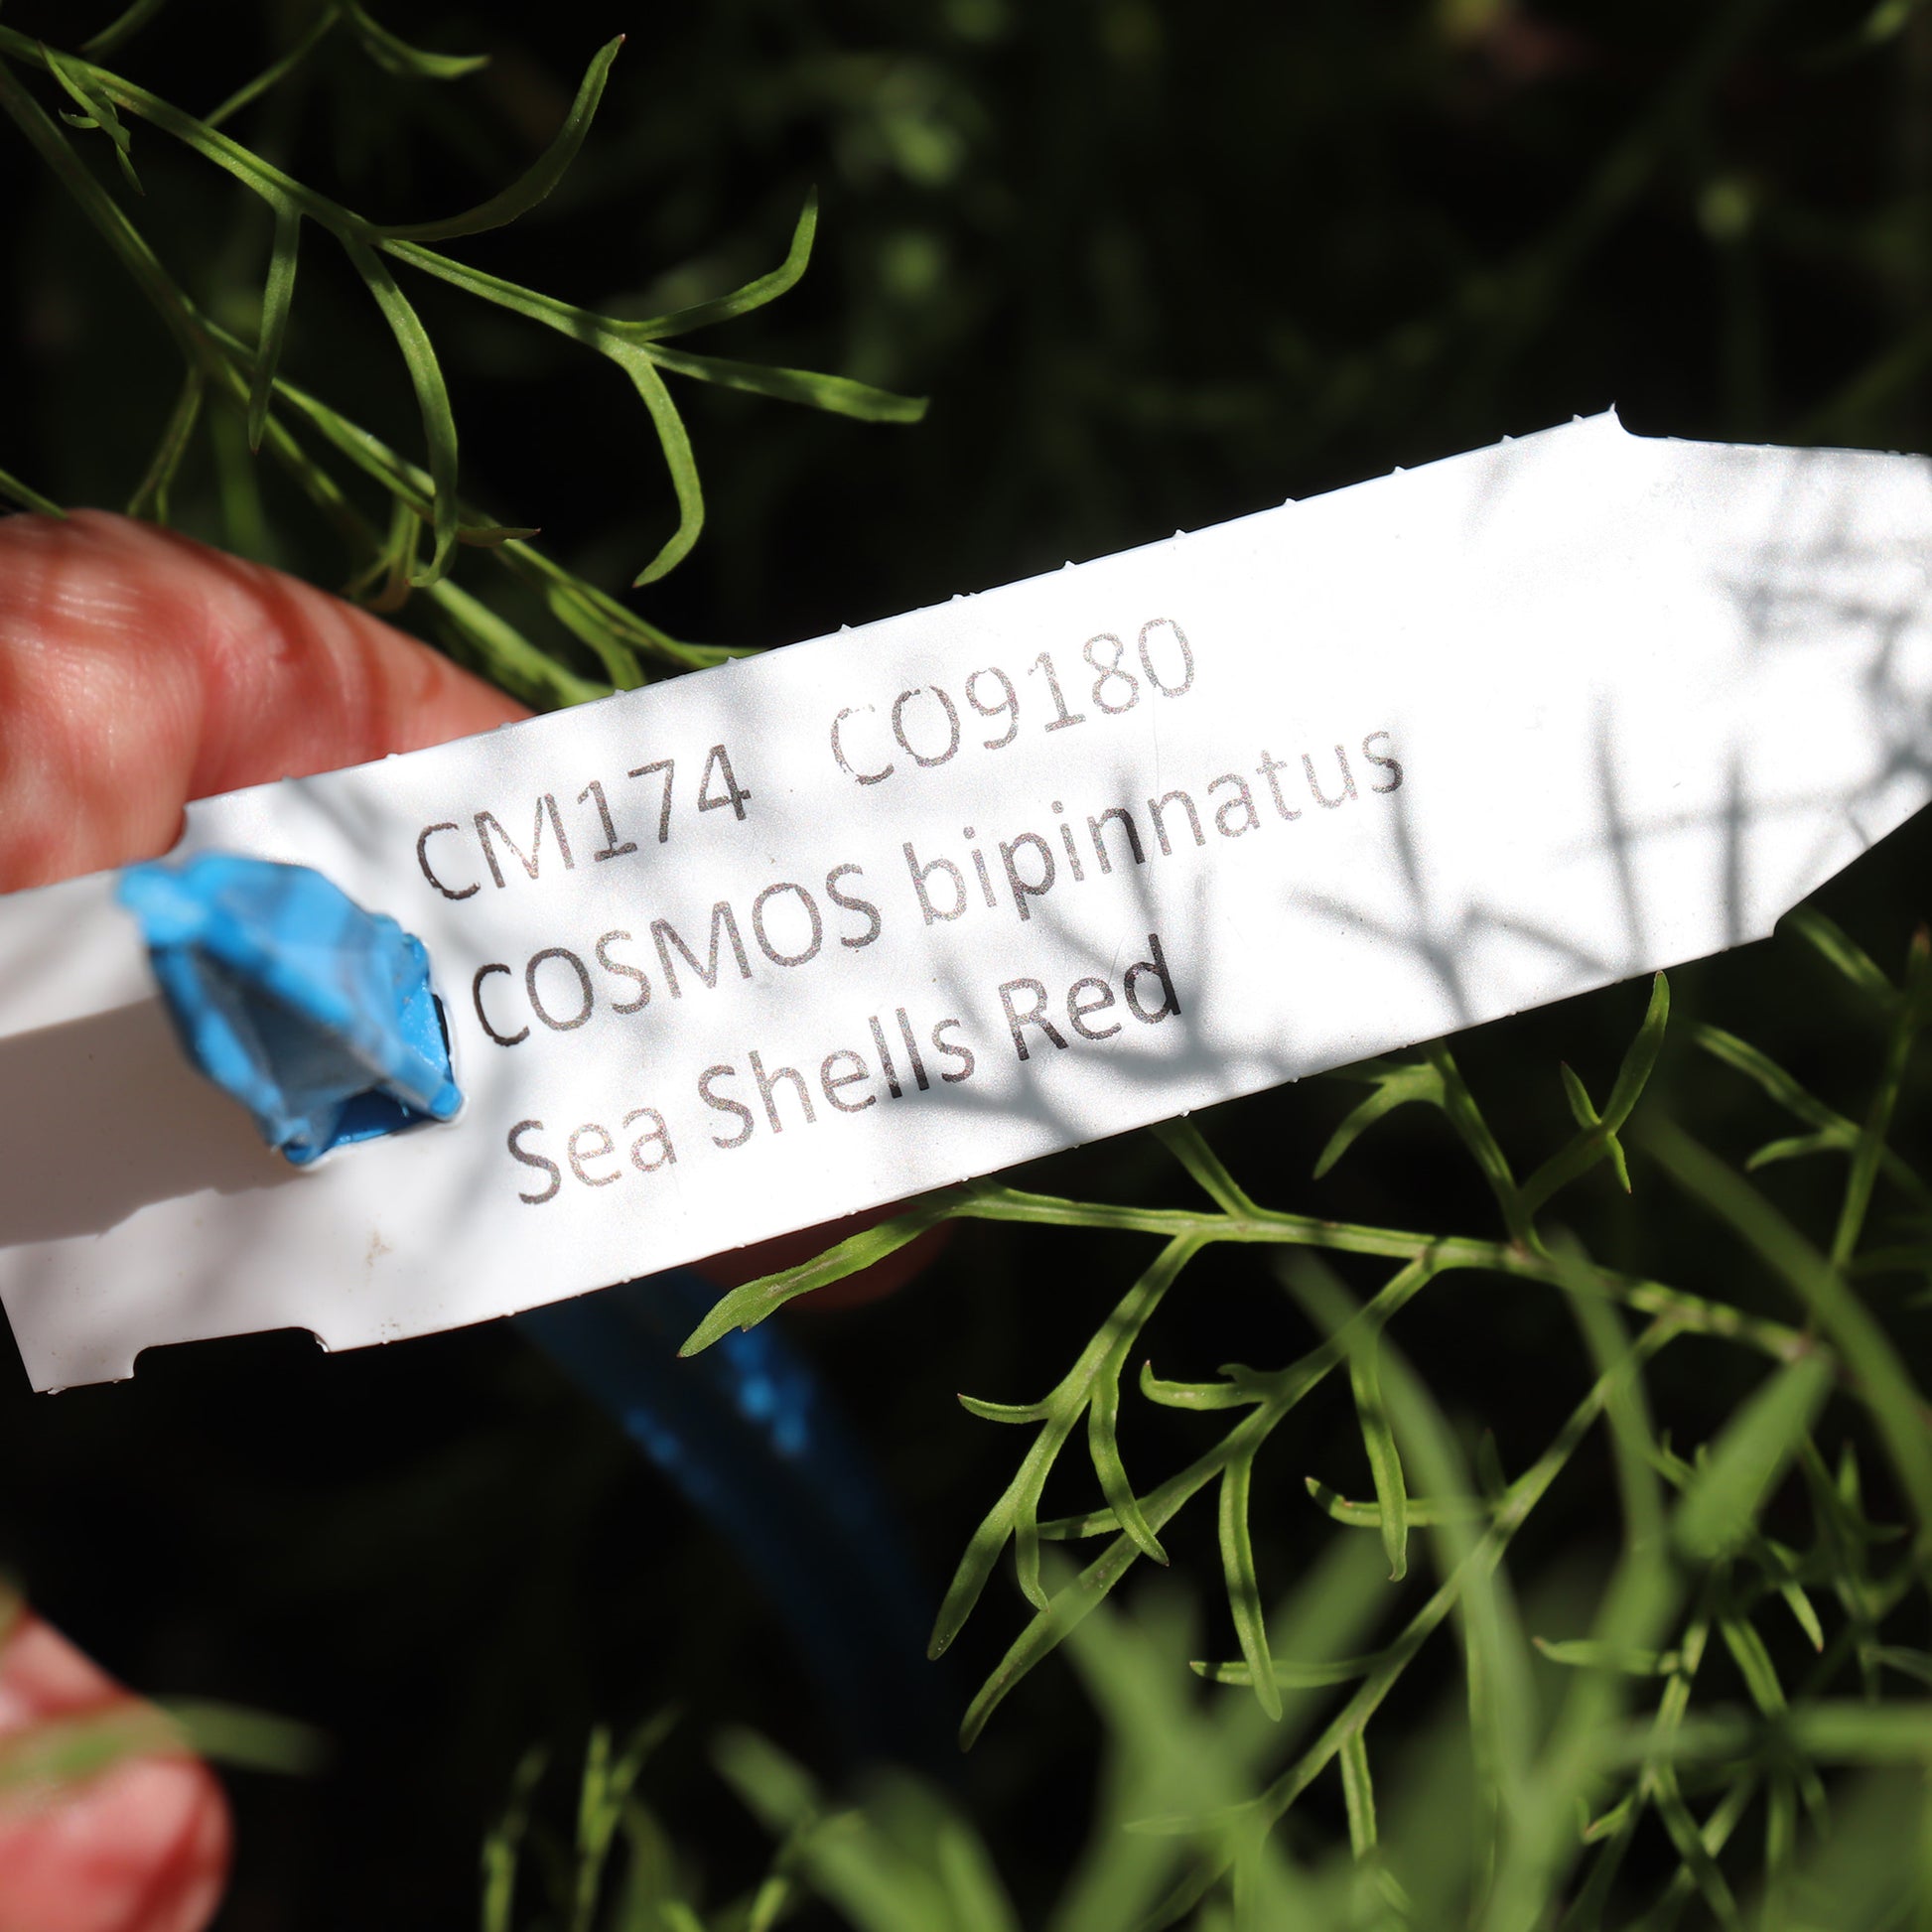 CM174 CO9180
COSMOS bipinnatus
Sea Shells Red